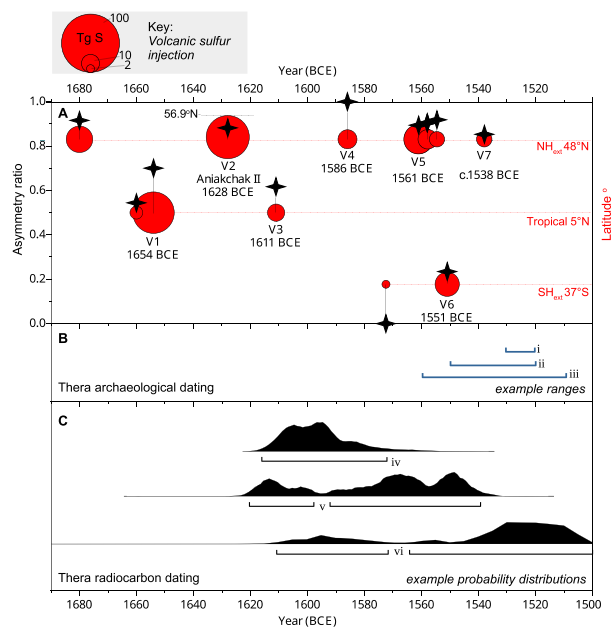 100
Tg S
10
2
Key:
Volcanic sulfur
injection
Year (BCE)
1680 1660 1640 1620 1600 1580 1560 1540 1520
A
1.0
0.8
0.6
0.4
0.2
0.0
Asymmetry ratio
Latitude °
56.9°N
V2
Aniakchak II
1628 BCE
V4
1586 BCE
V5
1561 BCE
V7
c.1538 BCE
NHext 48°N
V1
1654 BCE
V3
1611 BCE
Tropical 5°N
V6
1551 BCE
SHext 37°S
B
i
ii
iii
Thera archaeological dating
example ranges
C
iv
v
vi
Thera radiocarbon dating
example probability distributions
1680 1660 1640 1620 1600 1580 1560 1540 1520 1500
Year (BCE)